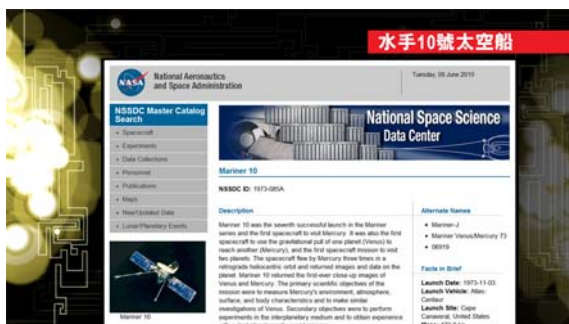 水手10號太空船
NASA
National Aeronautics
and Space Administration
Tuesday, 08 June 2010
NSSDC Master Catalog
Search
Spacecraft
Experiments
Data Collections
Personnel
Publications
Maps
New/Updated Data
Lunar/Planetary Events
Mariner 10
National Space Science
Data Center
Mariner 10
NSSDC ID: 1973-085A
Description
Mariner 10 was the seventh successful launch in the Mariner
series and the first spacecraft to visit Mercury. It was also the first
spacecraft to use the gravitational pull of one planet (Venus) to
reach another (Mercury), and the first spacecraft mission to visit
two planets. The spacecraft flew by Mercury three times in a
retrograde heliocentric orbit and returned images and data on the
planet. Mariner 10 returned the first-ever close-up images of
Venus and Mercury. The primary scientific objectives of the
mission were to measure Mercury's environment, atmosphere,
surface, and body characteristics and to make similar
investigations of Venus. Secondary objectives were to perform
experiments in the interplanetary medium and to obtain experience
Alternate Names
Mariner-J
Mariner Venus/Mercury 73
06919
Facts in Brief
Launch Date: 1973-11-03
Launch Vehicle: Atlas-
Centaur
Launch Site: Cape
Canaveral, United States